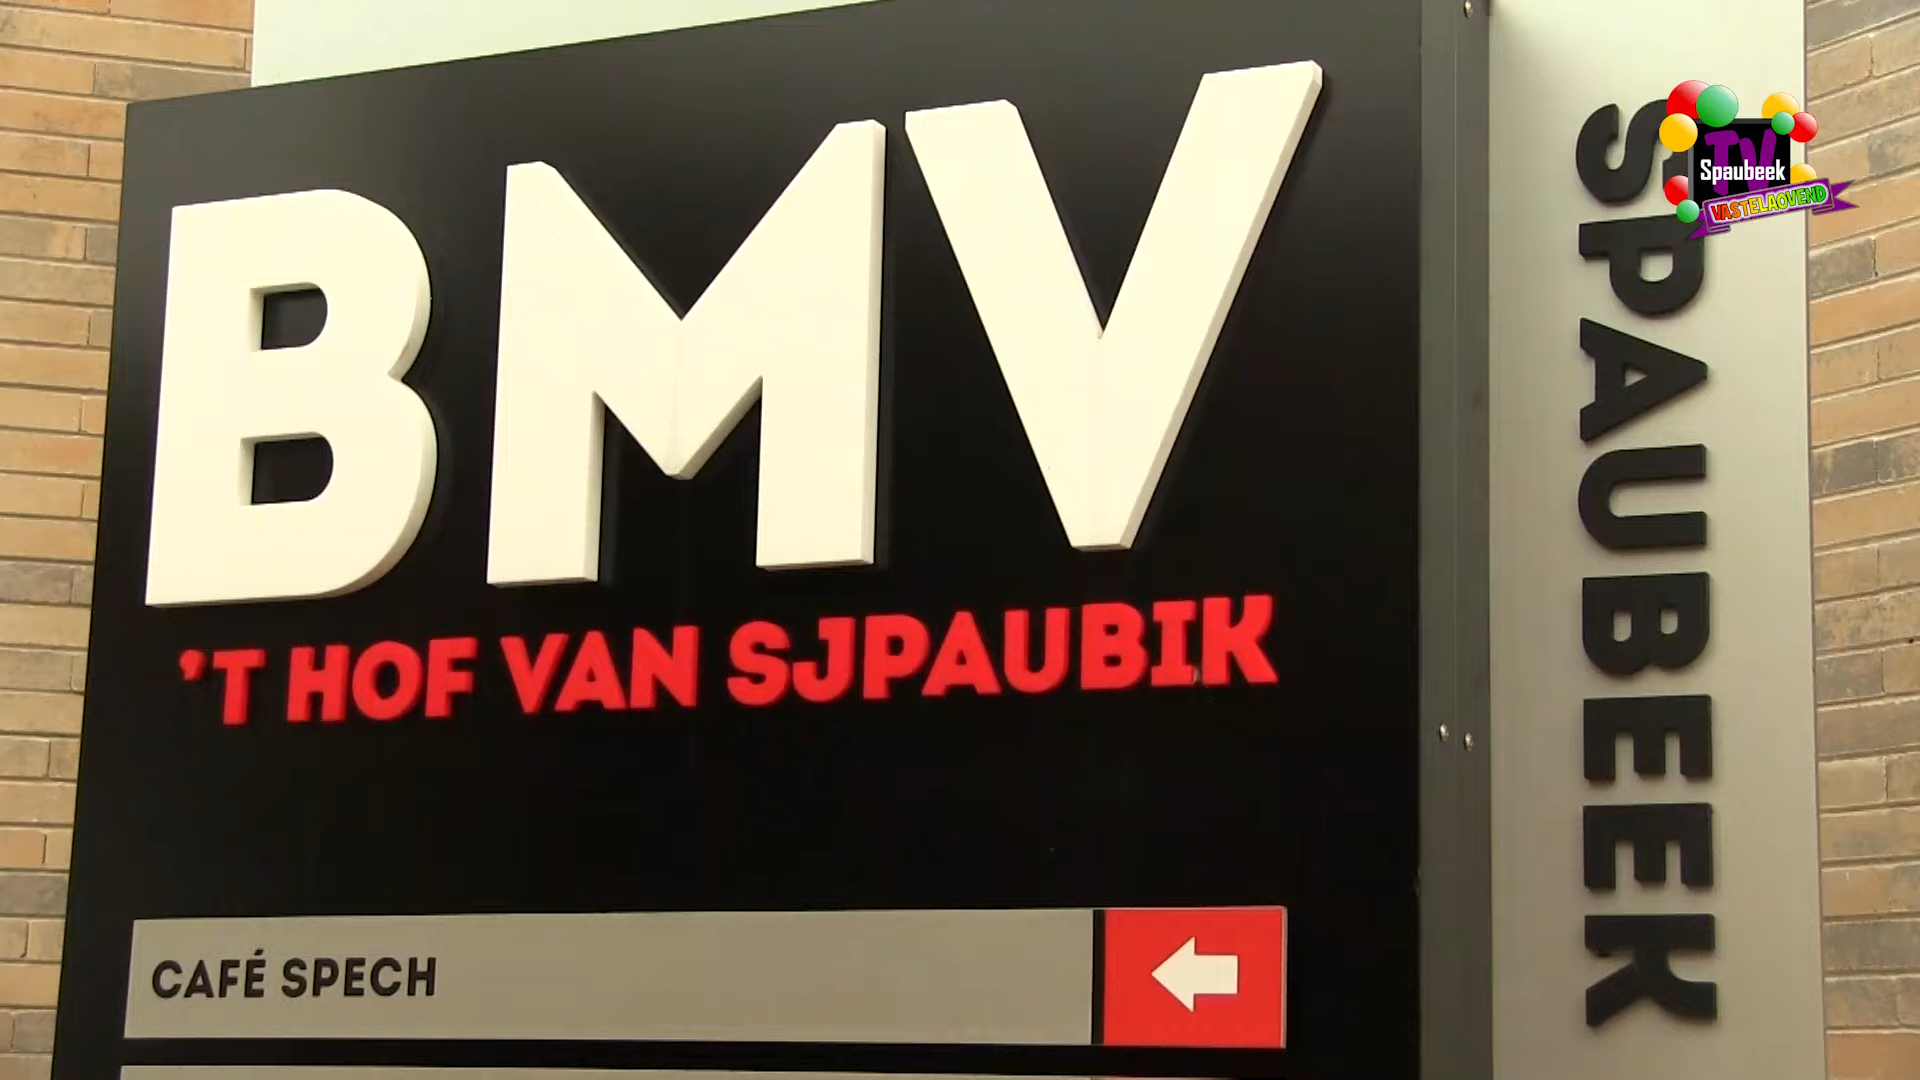 BMV
'T HOF VAN SJPAUBIK
CAFÉ SPECH
SPAUBEEK
TV
Spaubeek
VASTELAOVEND